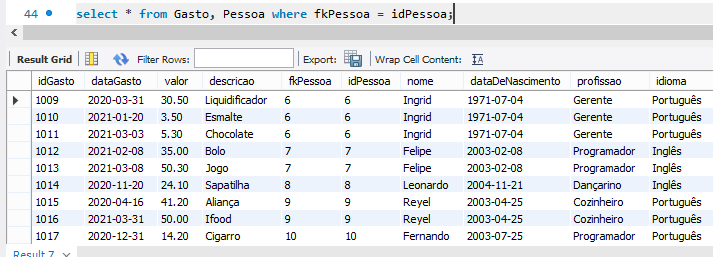 44 select * from Gasto, Pessoa where fkPessoa = idPessoa;
Result Grid Filter Rows: Export: Wrap Cell Content:
idGasto dataGasto valor descricao fkPessoa idPessoa nome dataDeNascimento profissao idioma
1009 2020-03-31 30.50 Liquidificador 6 6 Ingrid 1971-07-04 Gerente Português
1010 2021-01-20 3.50 Esmalte 6 6 Ingrid 1971-07-04 Gerente Português
1011 2021-03-03 5.30 Chocolate 6 6 Ingrid 1971-07-04 Gerente Português
1012 2021-02-08 35.00 Bolo 7 7 Felipe 2003-02-08 Programador Inglês
1013 2021-03-08 50.30 Jogo 7 7 Felipe 2003-02-08 Programador Inglês
1014 2020-11-20 24.10 Sapatilha 8 8 Leonardo 2004-11-21 Dançarino Inglês
1015 2020-04-16 41.20 Aliança 9 9 Reyel 2003-04-25 Cozinheiro Português
1016 2021-03-31 50.00 Ifood 9 9 Reyel 2003-04-25 Cozinheiro Português
1017 2020-12-31 14.20 Cigarro 10 10 Fernando 2003-07-25 Programador Português
Result 7